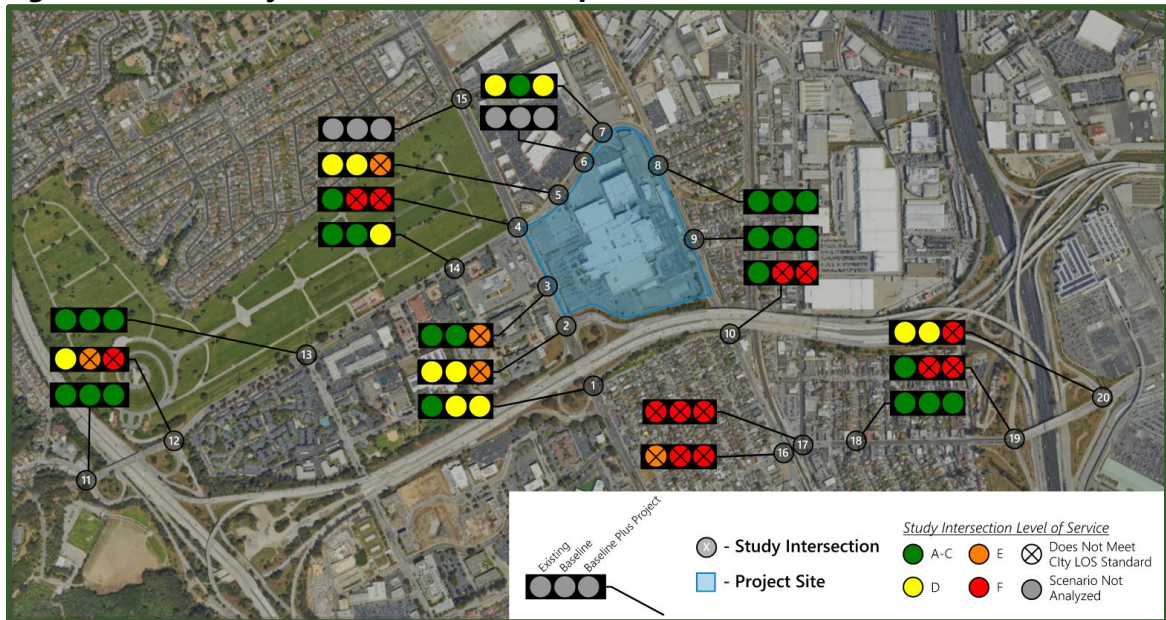 15
7
6
8
5
4
9
14
3
2
10
13
1
20
12
17
18
19
16
11
Existing
Baseline
Baseline Plus Project
X - Study Intersection
- Project Site
Study Intersection Level of Service
A-C
E
Does Not Meet
CIty LOS Standard
D
F
Scenario Not
Analyzed